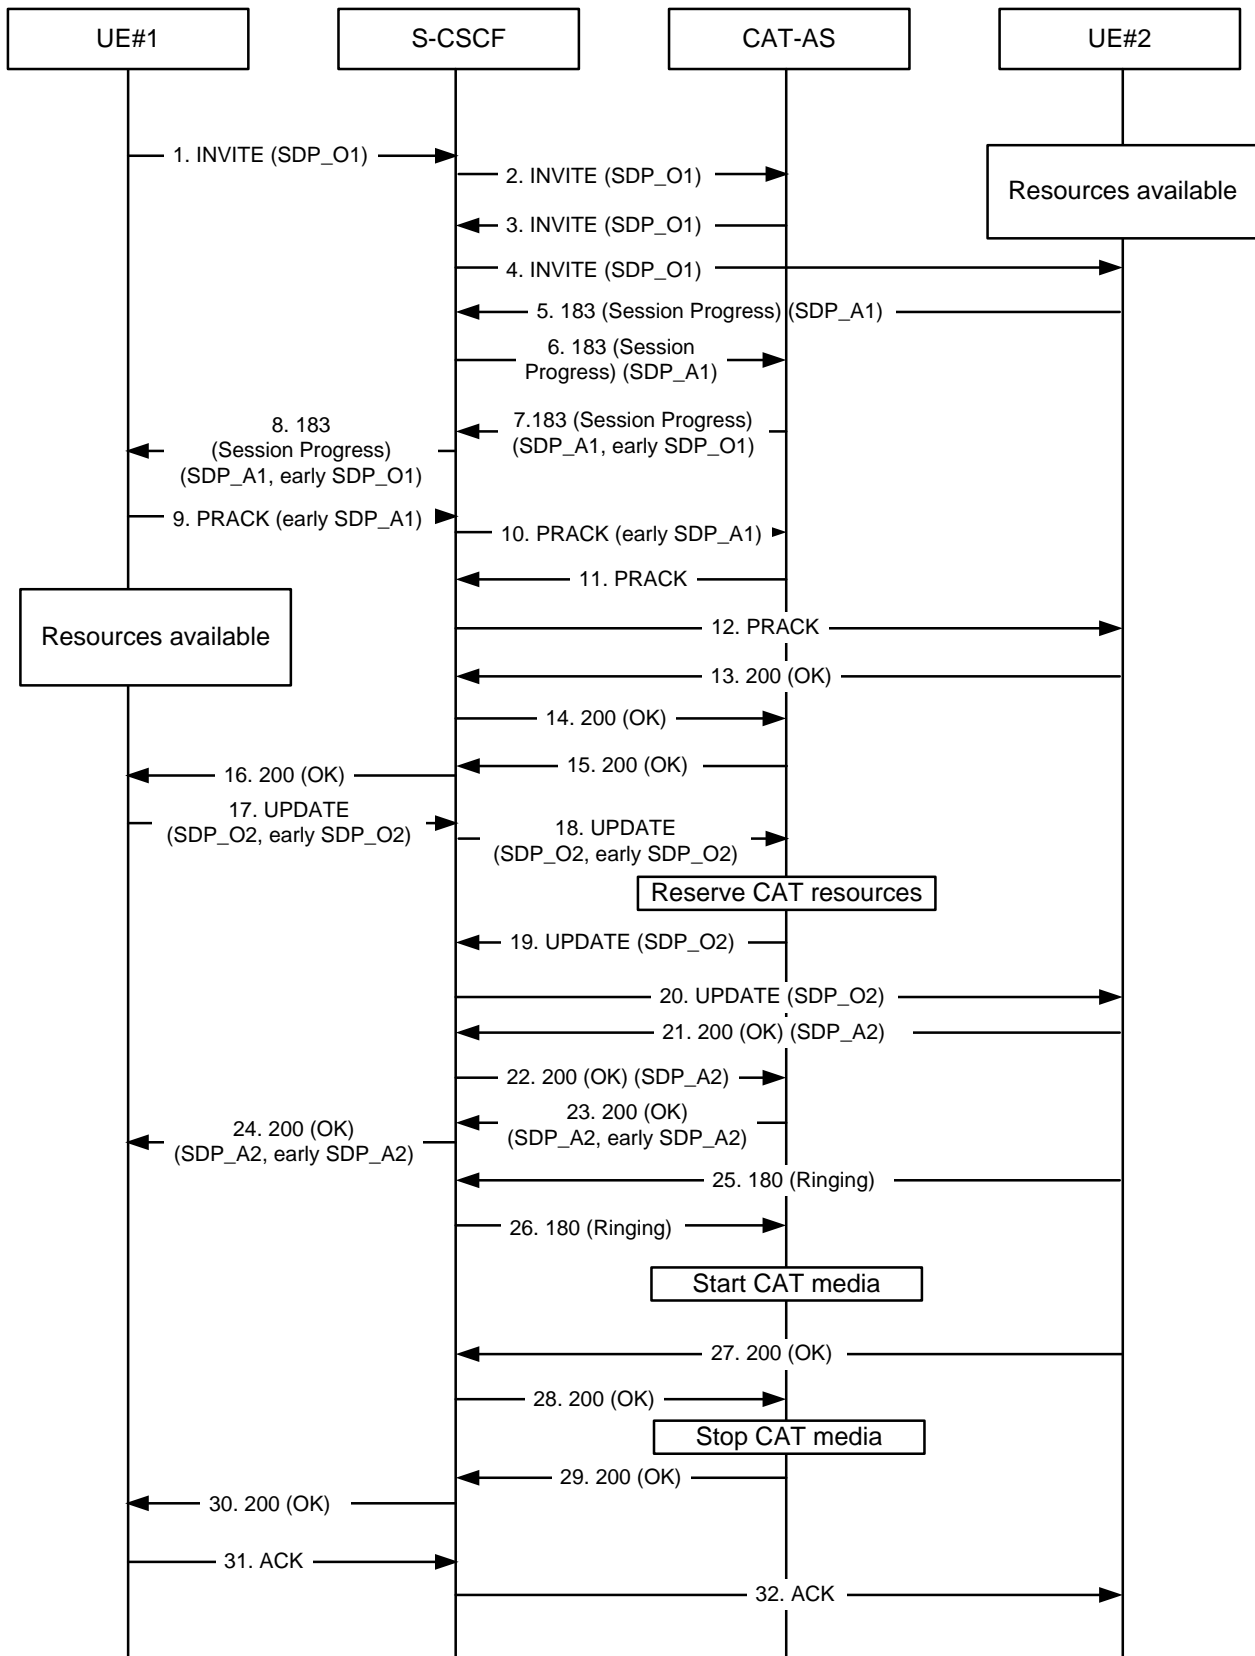 UE#1
S-CSCF
CAT-AS
UE#2
1. INVITE (SDP_O1)
2. INVITE (SDP_O1)
Resources available
3. INVITE (SDP_O1)
4. INVITE (SDP_O1)
5. 183 (Session Progress) (SDP_A1)
6. 183 (Session
Progress) (SDP_A1)
7.183 (Session Progress)
(SDP_A1, early SDP_O1)
8. 183
(Session Progress)
(SDP_A1, early SDP_O1)
9. PRACK (early SDP_A1)
10. PRACK (early SDP_A1)
11. PRACK
Resources available
12. PRACK
13. 200 (OK)
14. 200 (OK)
15. 200 (OK)
16. 200 (OK)
17. UPDATE
(SDP_O2, early SDP_O2)
18. UPDATE
(SDP_O2, early SDP_O2)
Reserve CAT resources
19. UPDATE (SDP_O2)
20. UPDATE (SDP_O2)
21. 200 (OK) (SDP_A2)
22. 200 (OK) (SDP_A2)
23. 200 (OK)
(SDP_A2, early SDP_A2)
24. 200 (OK)
(SDP_A2, early SDP_A2)
25. 180 (Ringing)
26. 180 (Ringing)
Start CAT media
27. 200 (OK)
28. 200 (OK)
Stop CAT media
29. 200 (OK)
30. 200 (OK)
31. ACK
32. ACK